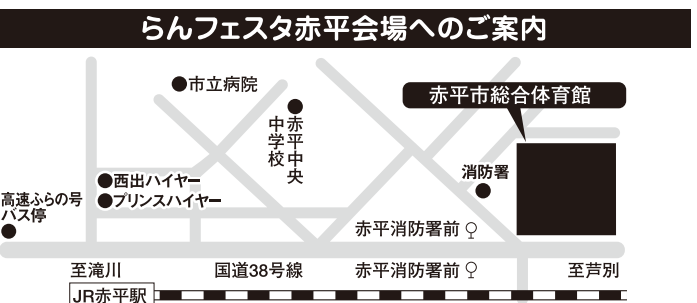 らんフェスタ赤平会場へのご案内
市立病院
赤平市総合体育館
赤平中央
中学校
消防署
西出ハイヤー
プリンスハイヤー
高速ふらの号
バス停
赤平消防署前
至滝川
国道38号線
赤平消防署前
至芦別
JR赤平駅